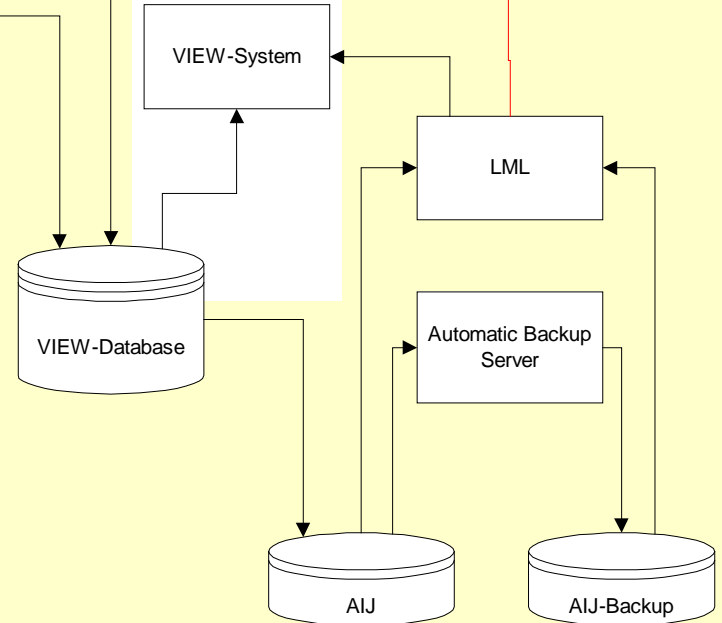 VIEW-System
LML
VIEW-Database
Automatic Backup
Server
AIJ
AIJ-Backup